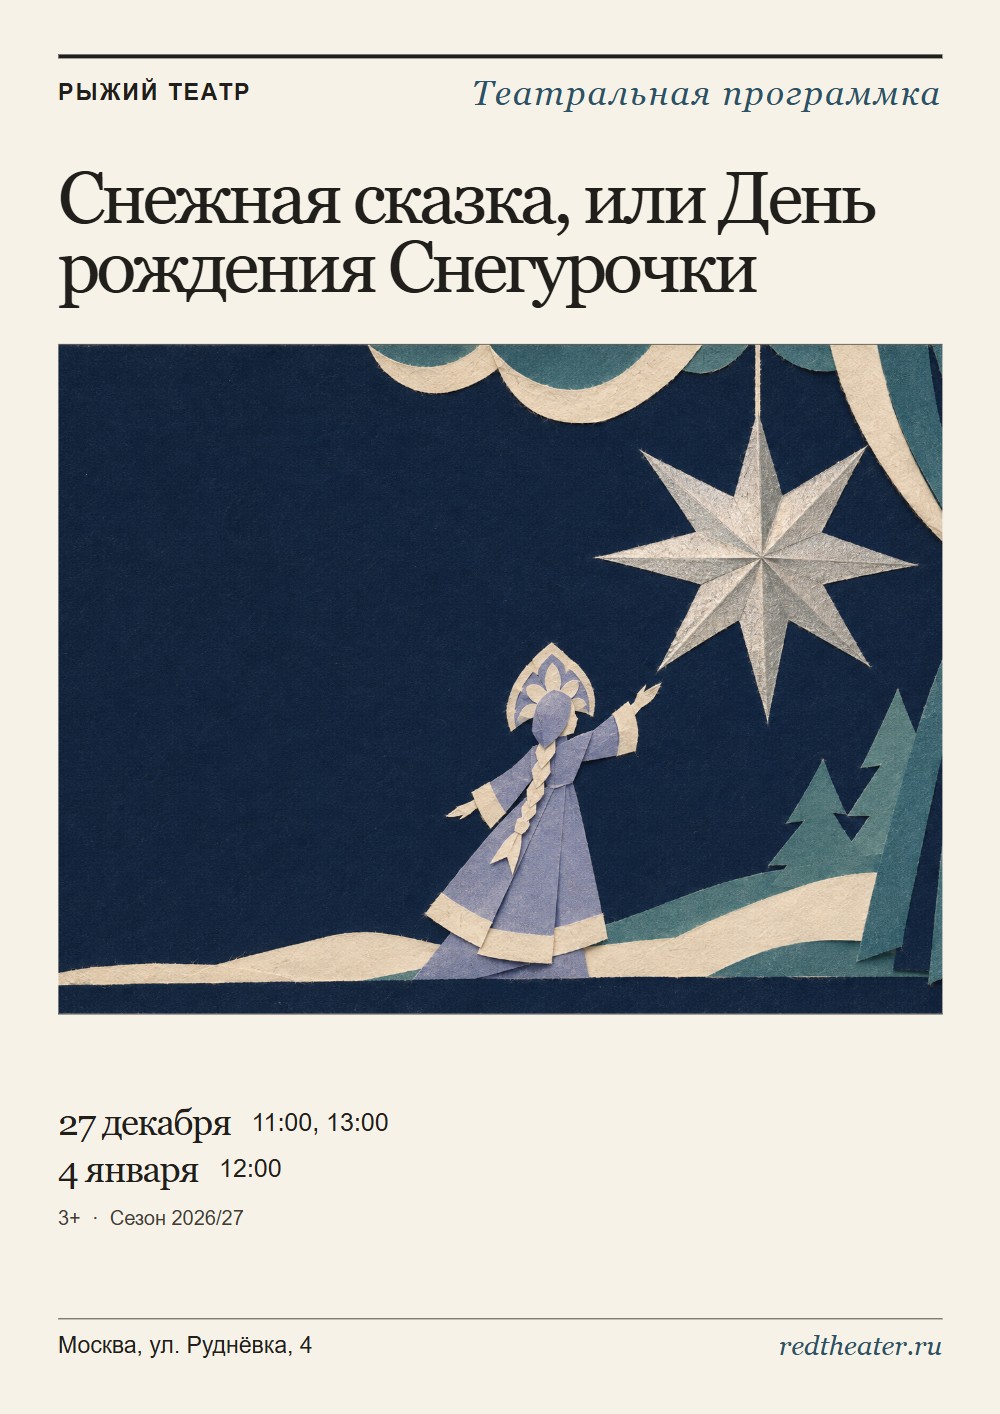 РЫЖИЙ ТЕАТР
Театральная программка
Снежная сказка, или День
рождения Снегурочки
27 декабря 11:00, 13:00
4 января 12:00
3+ · Сезон 2026/27
Москва, ул. Руднёвка, 4
redtheater.ru